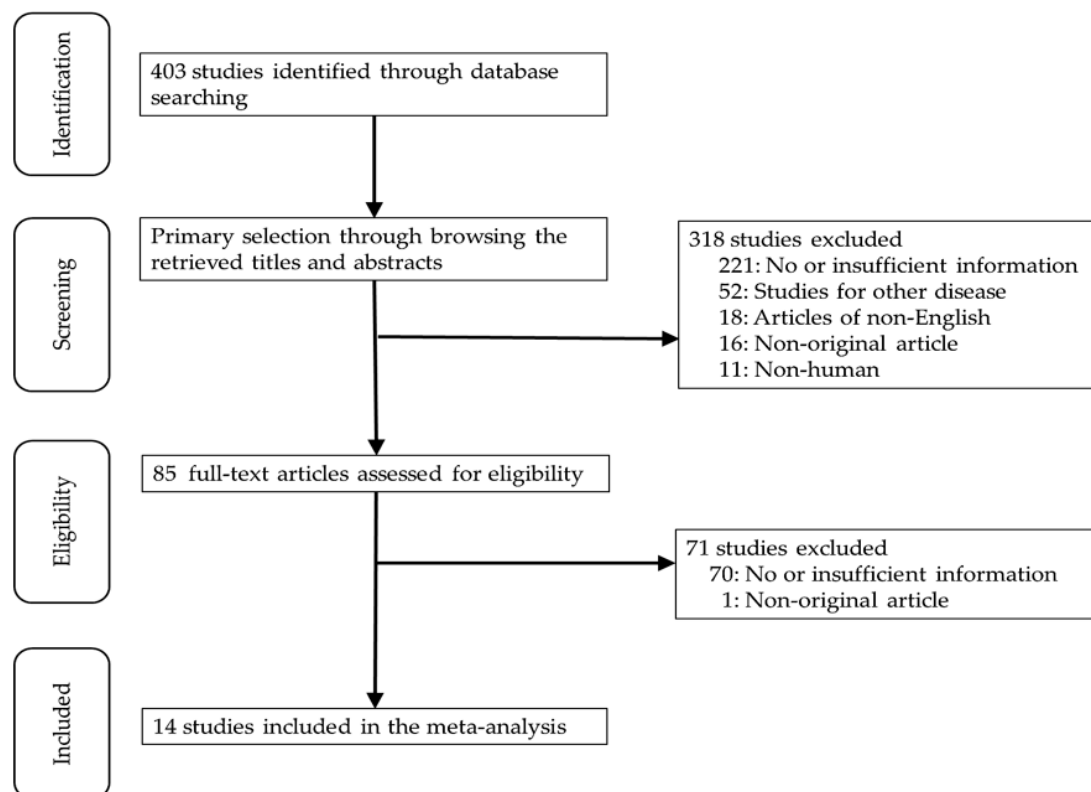 Identification
403 studies identified through database
searching
Screening
Primary selection through browsing the
retrieved titles and abstracts
318 studies excluded
221: No or insufficient information
52: Studies for other disease
18: Articles of non-English
16: Non-original article
11: Non-human
Eligibility
85 full-text articles assessed for eligibility
71 studies excluded
70: No or insufficient information
1: Non-original article
Included
14 studies included in the meta-analysis